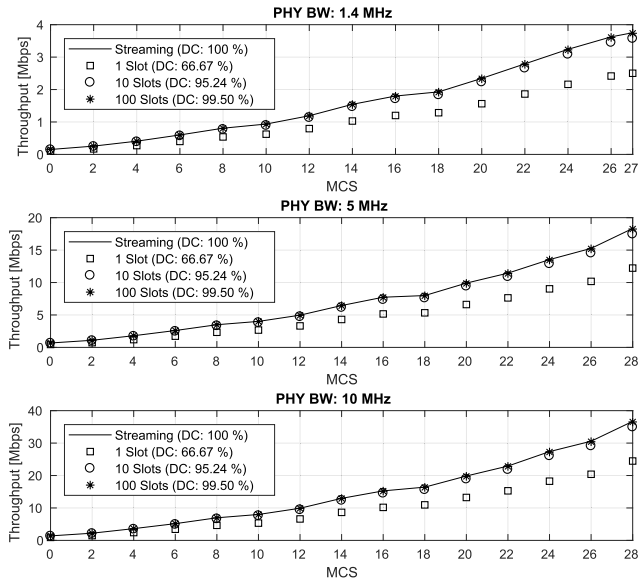 PHY BW: 1.4 MHz
Throughput [Mbps]
4
3
2
1
0
Streaming (DC: 100 %)
1 Slot (DC: 66.67 %)
10 Slots (DC: 95.24 %)
100 Slots (DC: 99.50 %)
0 2 4 6 8 10 12 14 16 18 20 22 24 26 27
MCS
PHY BW: 5 MHz
Throughput [Mbps]
20
15
10
5
0
Streaming (DC: 100 %)
1 Slot (DC: 66.67 %)
10 Slots (DC: 95.24 %)
100 Slots (DC: 99.50 %)
0 2 4 6 8 10 12 14 16 18 20 22 24 26 28
MCS
PHY BW: 10 MHz
Throughput [Mbps]
40
30
20
10
0
Streaming (DC: 100 %)
1 Slot (DC: 66.67 %)
10 Slots (DC: 95.24 %)
100 Slots (DC: 99.50 %)
0 2 4 6 8 10 12 14 16 18 20 22 24 26 28
MCS